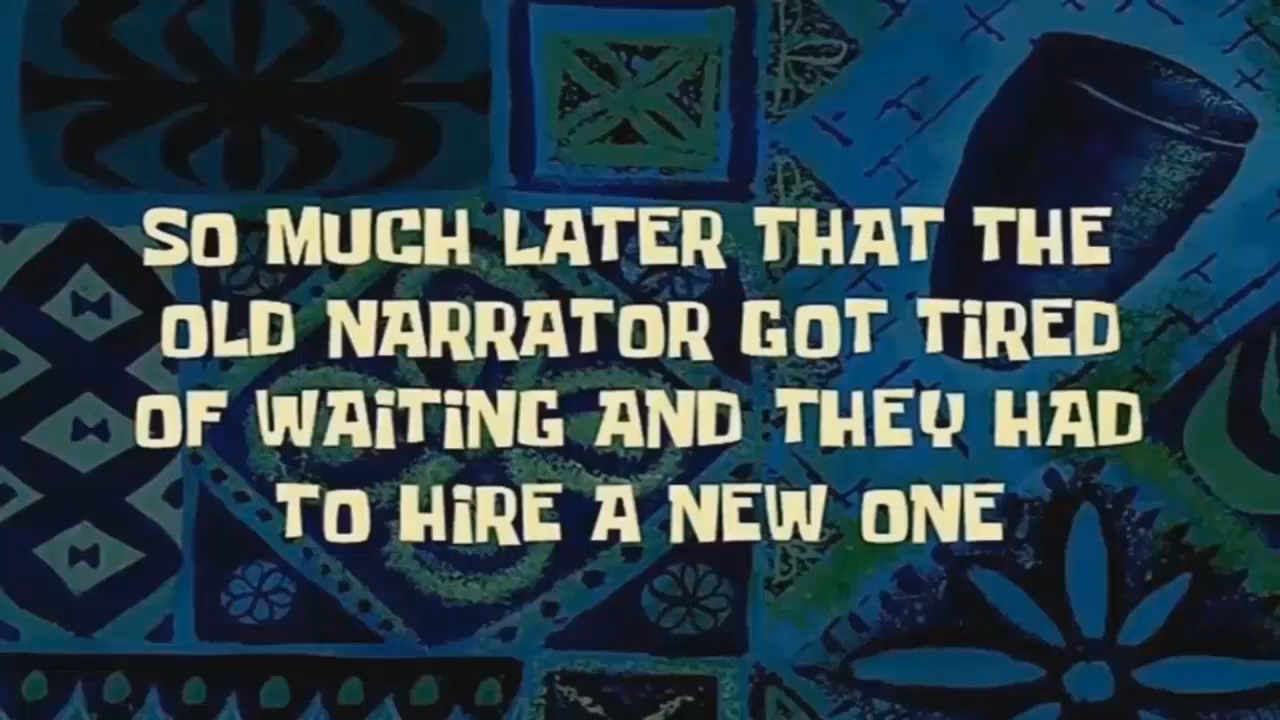 SO MUCH LATER THAT THE
OLD NARRATOR GOT TiRED
OF WAiTiNG AND THEY HAD
TO HiRE A NEW ONE